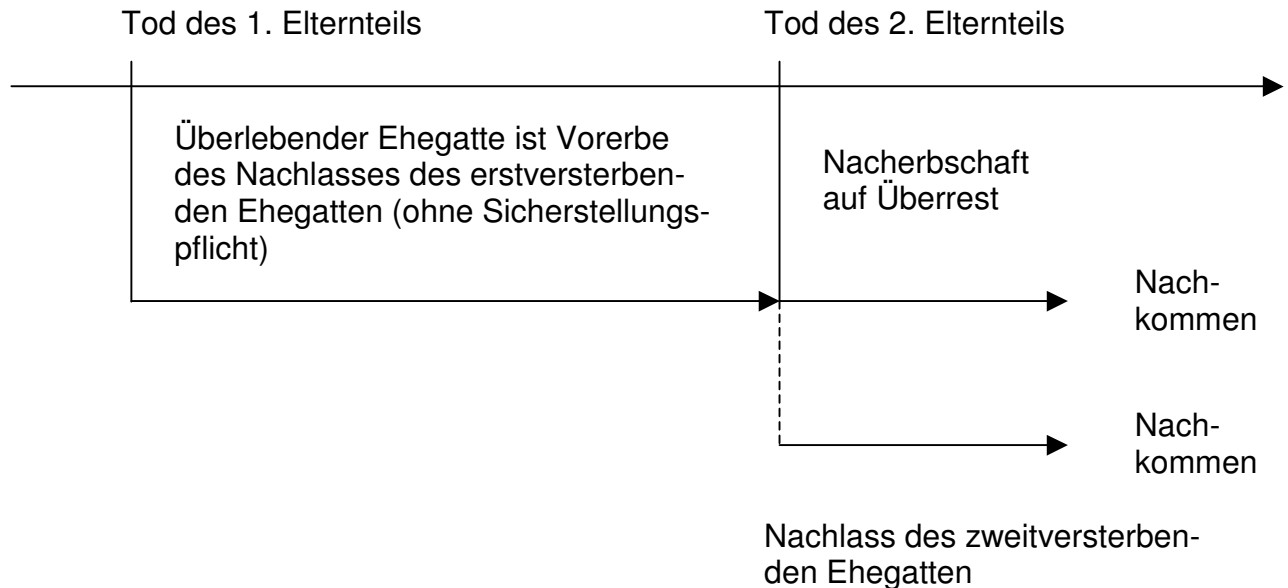 Tod des 1. Elternteils
Tod des 2. Elternteils
Überlebender Ehegatte ist Vorerbe
des Nachlasses des erstversterben-
den Ehegatten (ohne Sicherstellungs-
pflicht)
Nacherbschaft
auf Überrest
Nach-
kommen
Nach-
kommen
Nachlass des zweitversterben-
den Ehegatten